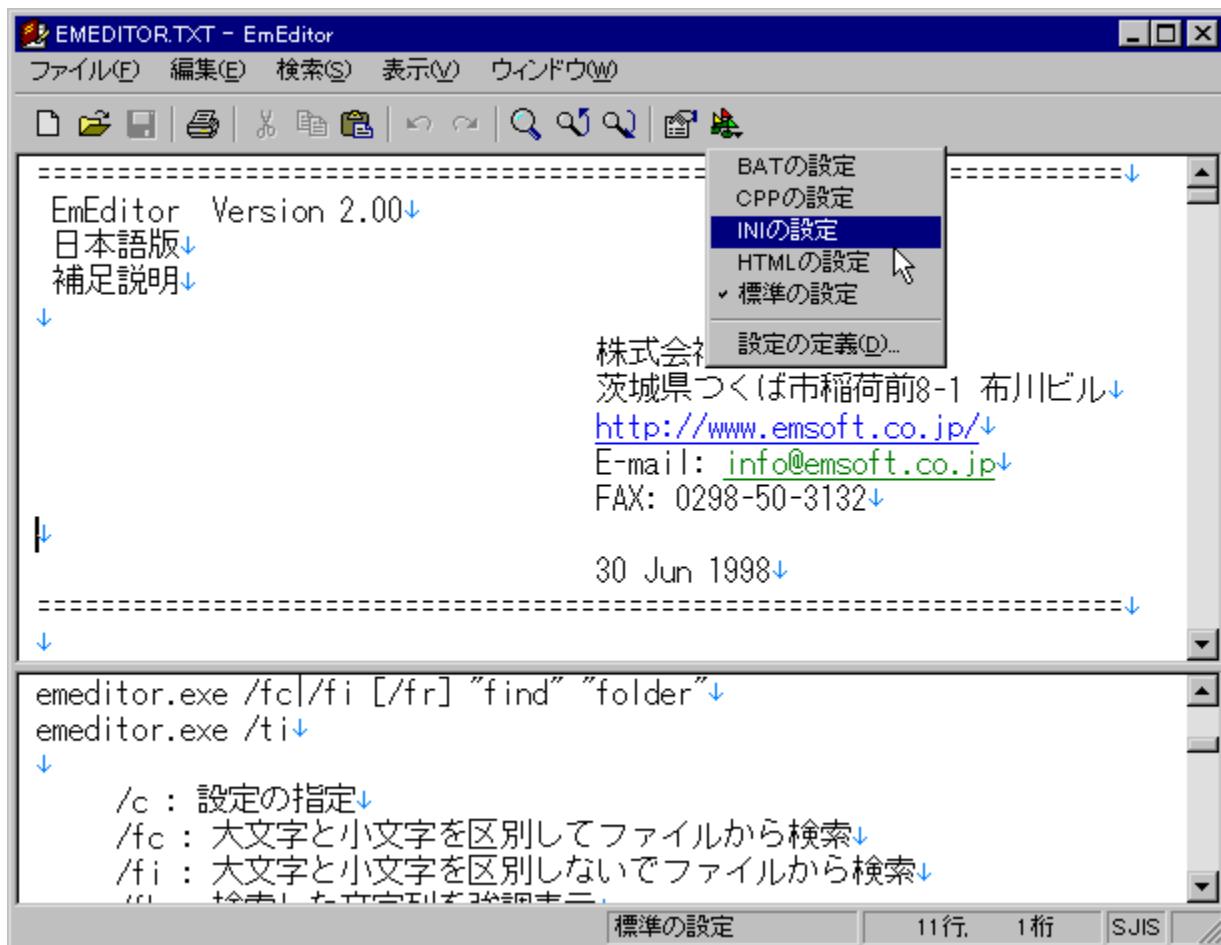 EMEDITOR.TXT - EmEditor
ファイル(F) 編集(E) 検索(S) 表示(V) ウィンドウ(W)
BATの設定
CPPの設定
INIの設定
HTMLの設定
標準の設定
設定の定義(D)...
====================================================================↓
EmEditor Version 2.00↓
日本語版↓
補足説明↓
↓
株式会
茨城県つくば市稲荷前8-1 布川ビル↓
http://www.emsoft.co.jp/↓
E-mail: info@emsoft.co.jp↓
FAX: 0298-50-3132↓
↓
30 Jun 1998↓
====================================================================↓
↓
emeditor.exe /fc|/fi [/fr] "find" "folder"↓
emeditor.exe /ti↓
↓
/c : 設定の指定↓
/fc : 大文字と小文字を区別してファイルから検索↓
/fi : 大文字と小文字を区別しないでファイルから検索↓
標準の設定 11行, 1桁 SJIS